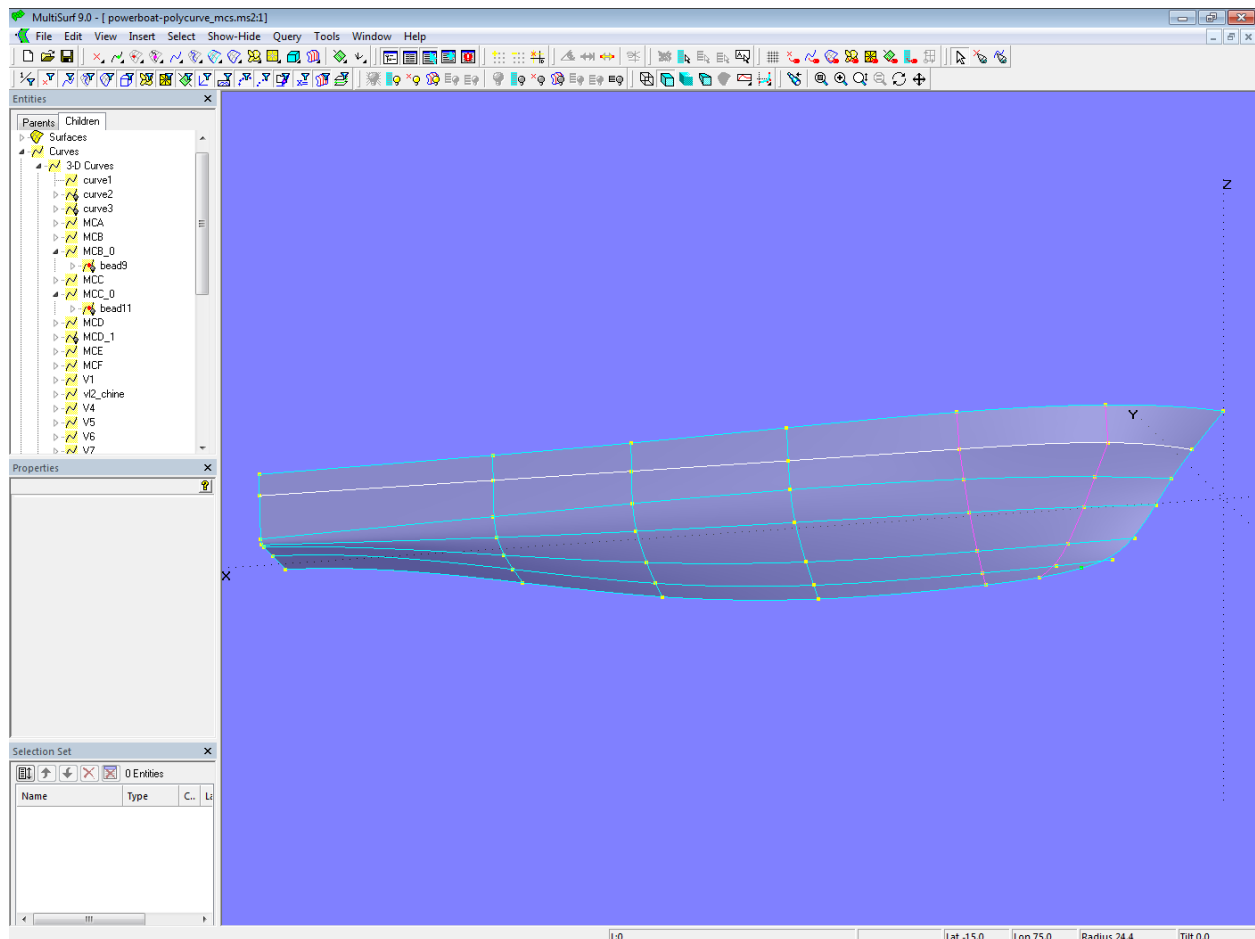 MultiSurf 9.0 - [ powerboat-polycurve_mcs.ms2:1]
File Edit View Insert Select Show-Hide Query Tools Window Help
Entities
Parents Children
Surfaces
Curves
3-D Curves
curve1
curve2
curve3
MCA
MCB
MCB_0
bead9
MCC
MCC_0
bead11
MCD
MCD_1
MCE
MCF
V1
vl2_chine
V4
V5
V6
V7
Properties
Selection Set
0 Entities
Name Type C.. La
Z
Y
X
L:0 Lat -15.0 Lon 75.0 Radius 24.4 Tilt 0.0